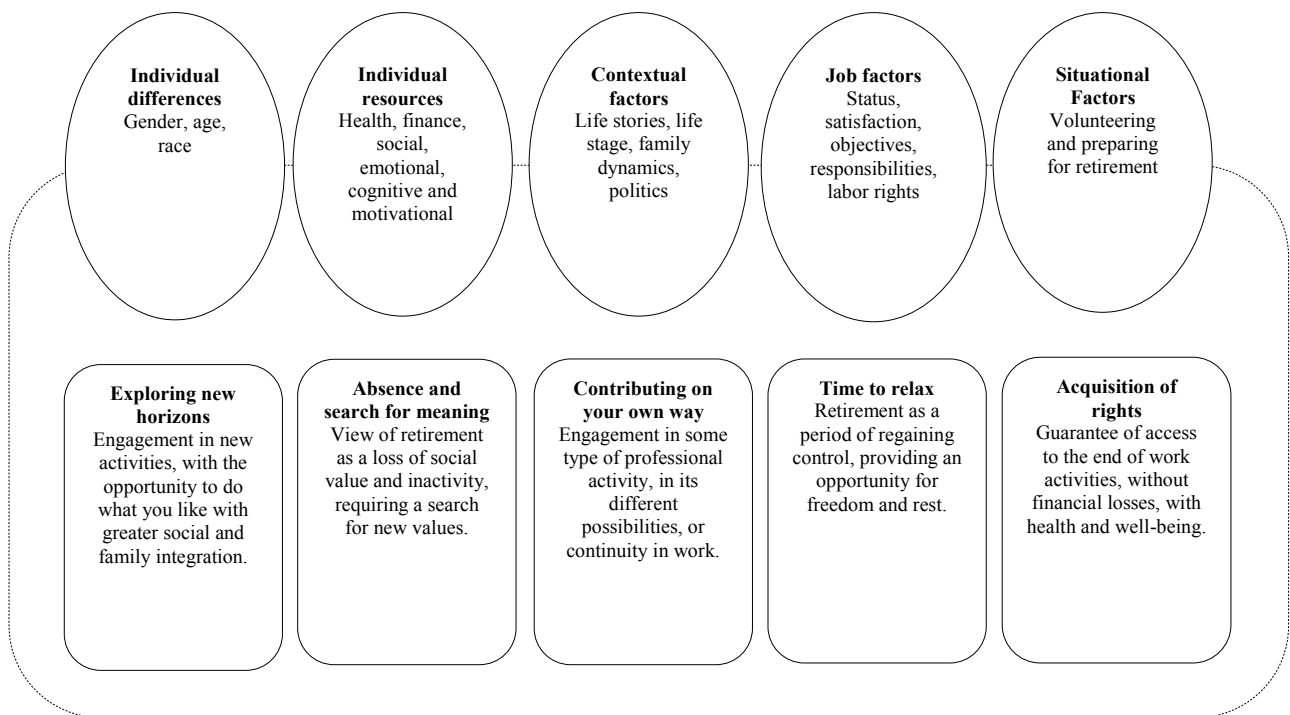 Individual
differences
Gender, age,
race
Individual
resources
Health, finance,
social,
emotional,
cognitive and
motivational
Contextual
factors
Life stories, life
stage, family
dynamics,
politics
Job factors
Status,
satisfaction,
objectives,
responsibilities,
labor rights
Situational
Factors
Volunteering
and preparing
for retirement
Exploring new
horizons
Engagement in new
activities, with the
opportunity to do
what you like with
greater social and
family integration.
Absence and
search for meaning
View of retirement
as a loss of social
value and inactivity,
requiring a search
for new values.
Contributing on
your own way
Engagement in some
type of professional
activity, in its
different
possibilities, or
continuity in work.
Time to relax
Retirement as a
period of regaining
control, providing an
opportunity for
freedom and rest.
Acquisition of
rights
Guarantee of access
to the end of work
activities, without
financial losses, with
health and well-being.